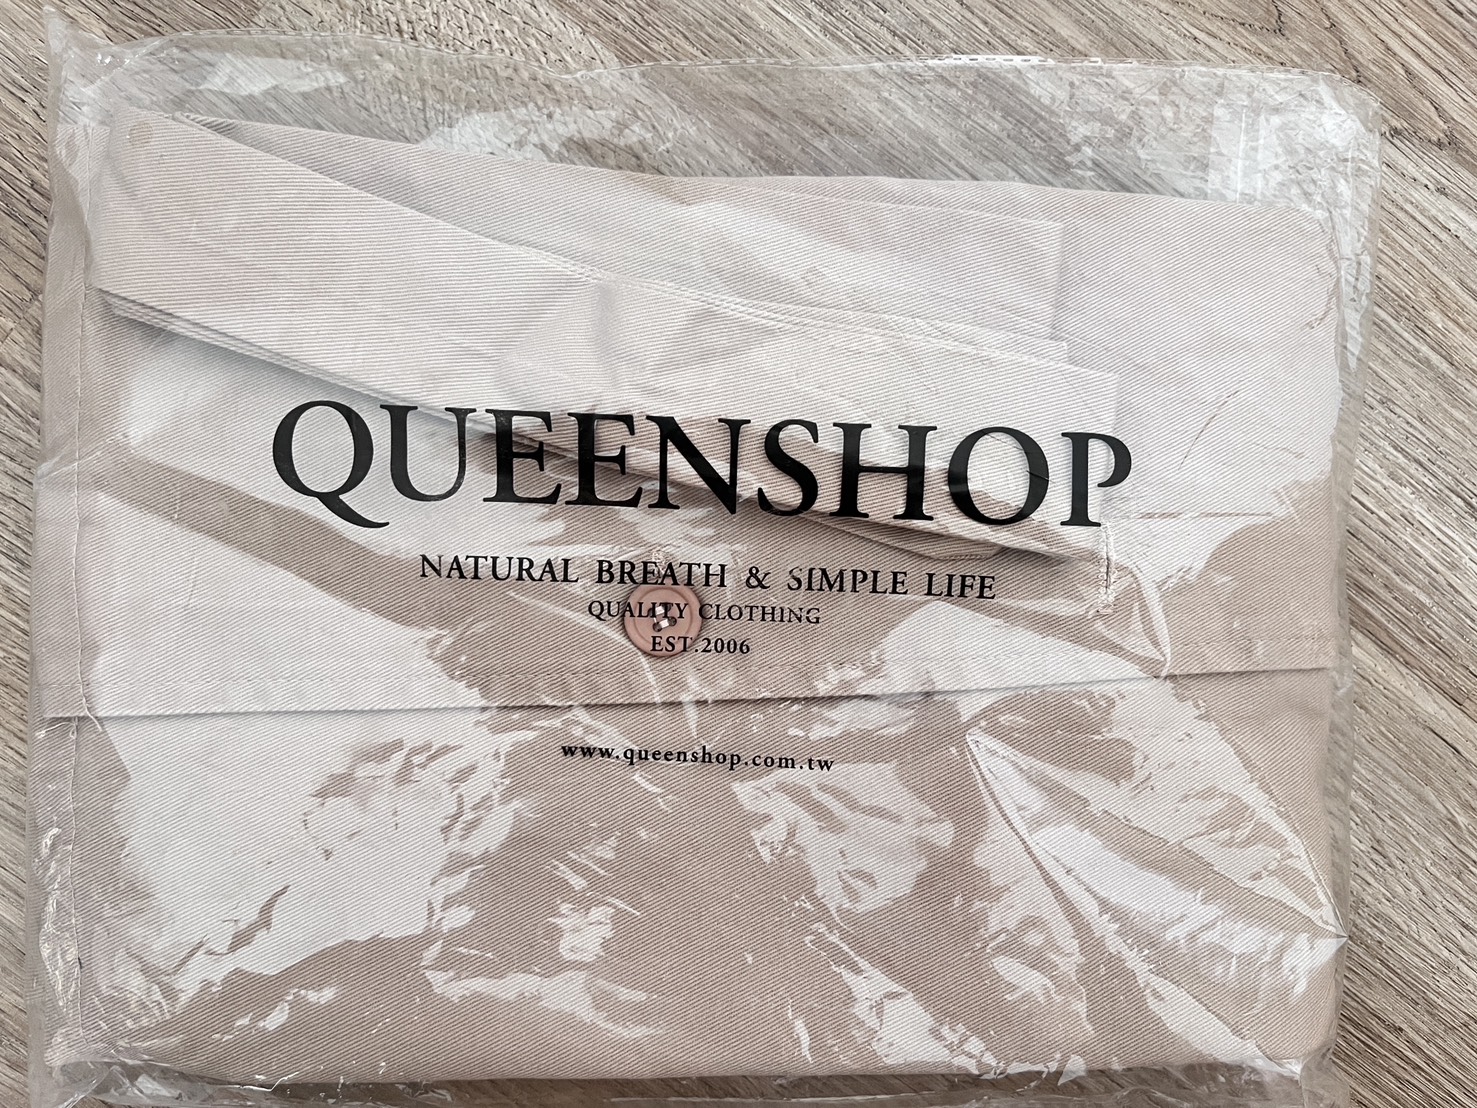 QUEENSHOP
NATURAL BREATH & SIMPLE LIFE
QUALITY CLOTHING
EST.2006
www.queenshop.com.tw